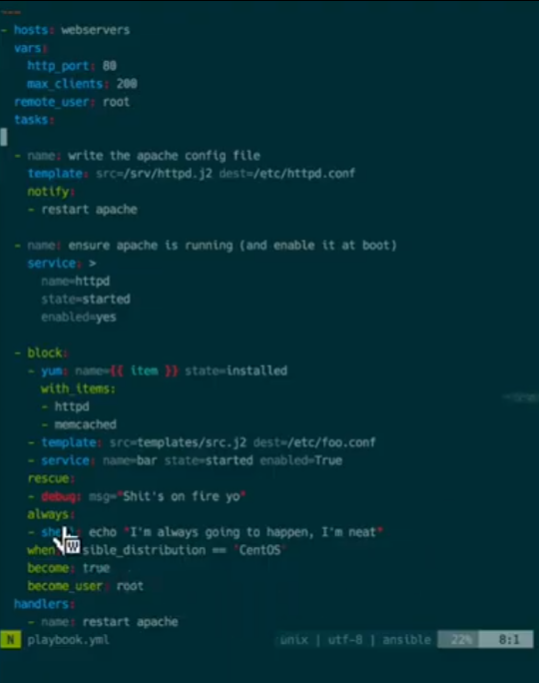 ---
- hosts: webservers
vars:
http_port: 80
max_clients: 200
remote_user: root
tasks:
- name: write the apache config file
template: src=/srv/httpd.j2 dest=/etc/httpd.conf
notify:
- restart apache
- name: ensure apache is running (and enable it at boot)
service: >
name=httpd
state=started
enabled=yes
- block:
- yum: name={{ item }} state=installed
with_items:
- httpd
- memcached
- template: src=templates/src.j2 dest=/etc/foo.conf
- service: name=bar state=started enabled=True
rescue:
- debug: msg="Shit's on fire yo"
always:
- echo "I'm always going to happen, I'm neat"
when sible_distribution == 'CentOS'
become: true
become_user: root
handlers:
- name: restart apache
N playbook.yml unix | utf-8 | ansible 22% 8:1